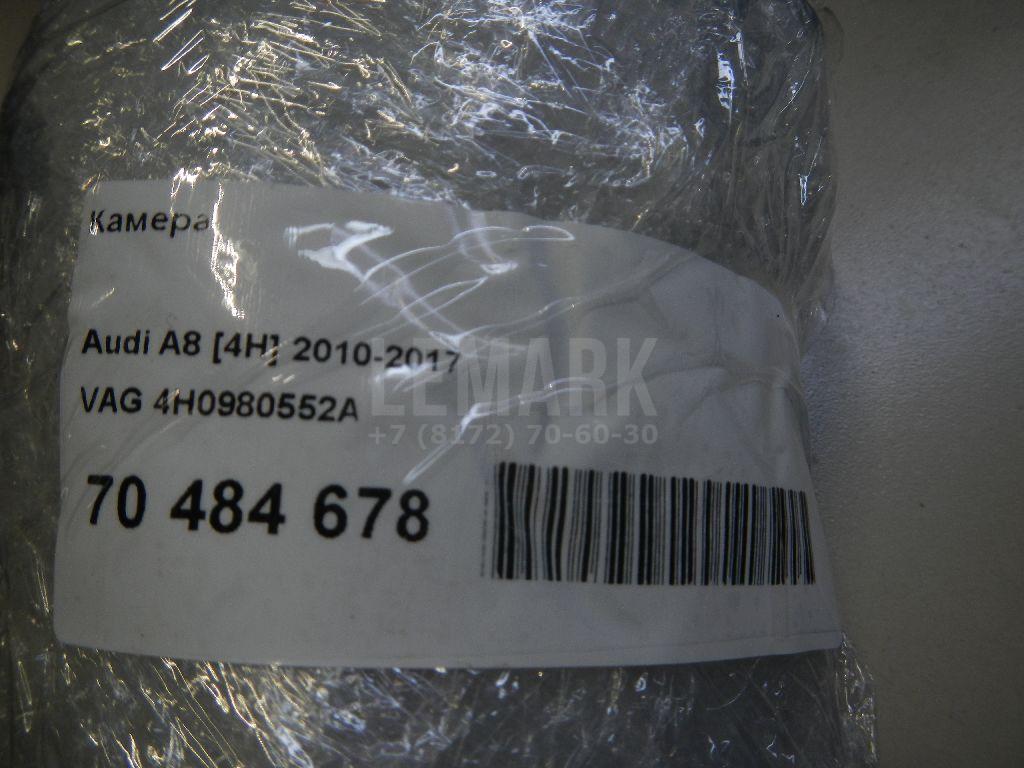 Камера
Audi A8 [4H] 2010-2017
VAG 4H0980552A
LEMARK
+7 (8172) 70-60-30
70 484 678